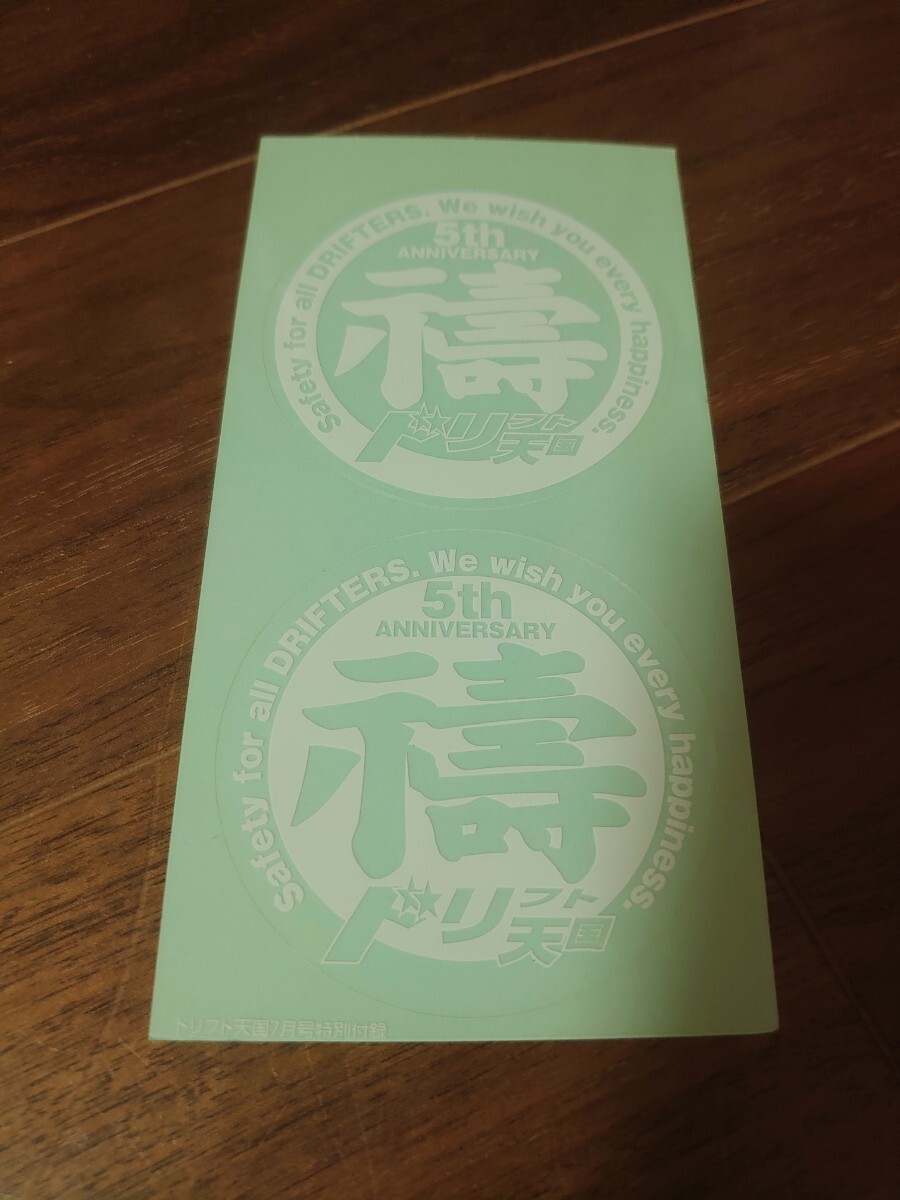 Safety for all DRIFTERS. We wish you every happiness.
5th
ANNIVERSARY
禱
ドリフト天国
Safety for all DRIFTERS. We wish you every happiness.
5th
ANNIVERSARY
禱
ドリフト天国
ドリフト天国7月号特別付録